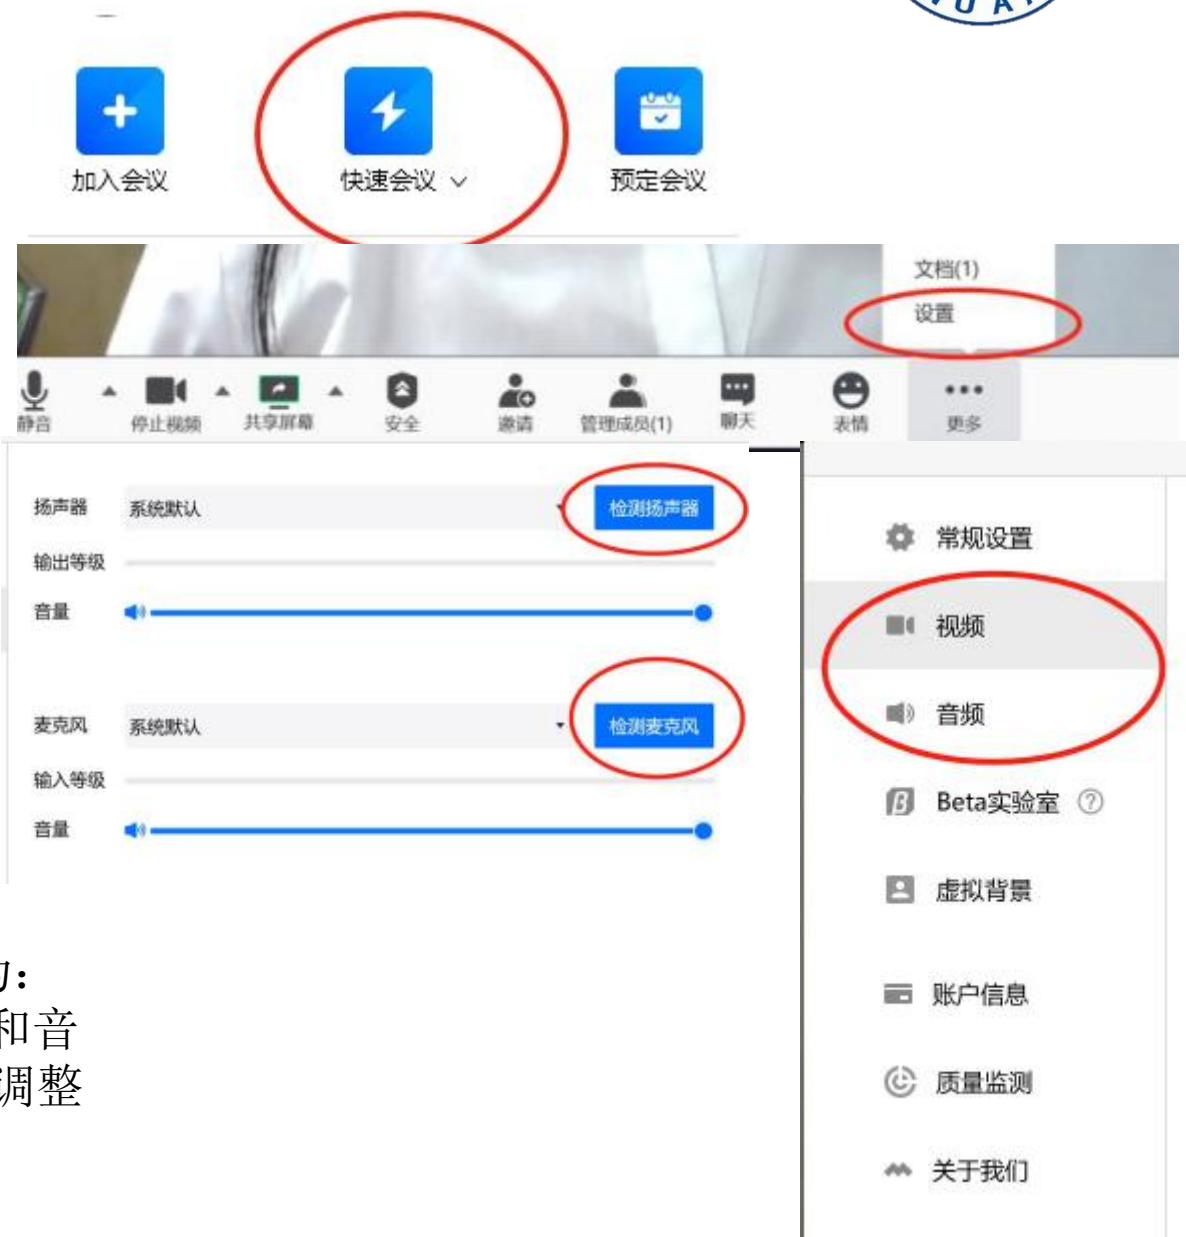 U A
加入会议
快速会议
预定会议
文档(1)
设置
静音
停止视频
共享屏幕
安全
邀请
管理成员(1)
聊天
表情
更多
扬声器 系统默认 检测扬声器
输出等级
音量
麦克风 系统默认 检测麦克风
输入等级
音量
常规设置
视频
音频
Beta实验室
虚拟背景
账户信息
质量监测
关于我们
：
和音
调整